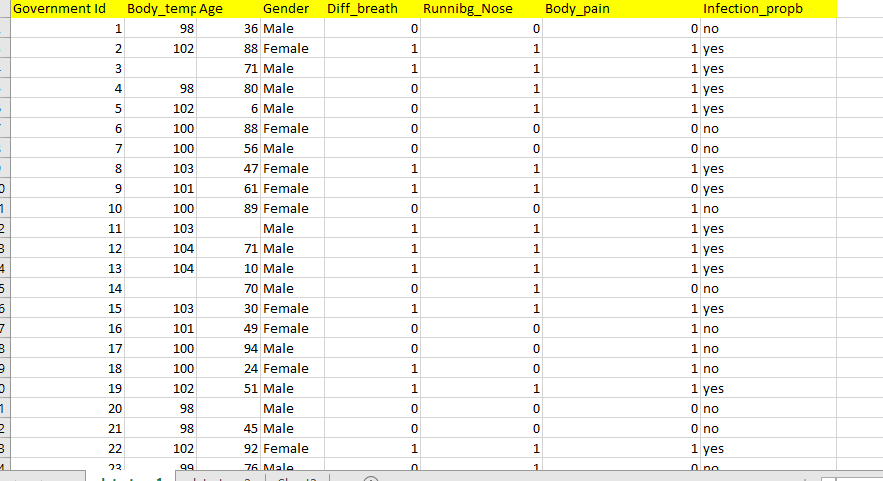 Government Id Body_temp Age Gender Diff_breath Runnibg_Nose Body_pain Infection_propb
1 98 36 Male 0 0 0 no
2 102 88 Female 1 1 1 yes
3 71 Male 1 1 1 yes
4 98 80 Male 0 1 1 yes
5 102 6 Male 0 1 1 yes
6 100 88 Female 0 0 0 no
7 100 56 Male 0 0 0 no
8 103 47 Female 1 1 1 yes
9 101 61 Female 1 1 0 yes
10 100 89 Female 0 0 1 no
11 103 Male 1 1 1 yes
12 104 71 Male 1 1 1 yes
13 104 10 Male 1 1 1 yes
14 70 Male 0 1 0 no
15 103 30 Female 1 1 1 yes
16 101 49 Female 0 0 1 no
17 100 94 Male 0 0 1 no
18 100 24 Female 1 0 1 no
19 102 51 Male 1 1 1 yes
20 98 Male 0 0 0 no
21 98 45 Male 0 0 0 no
22 102 92 Female 1 1 1 yes
23 99 76 Male 0 1 0 no